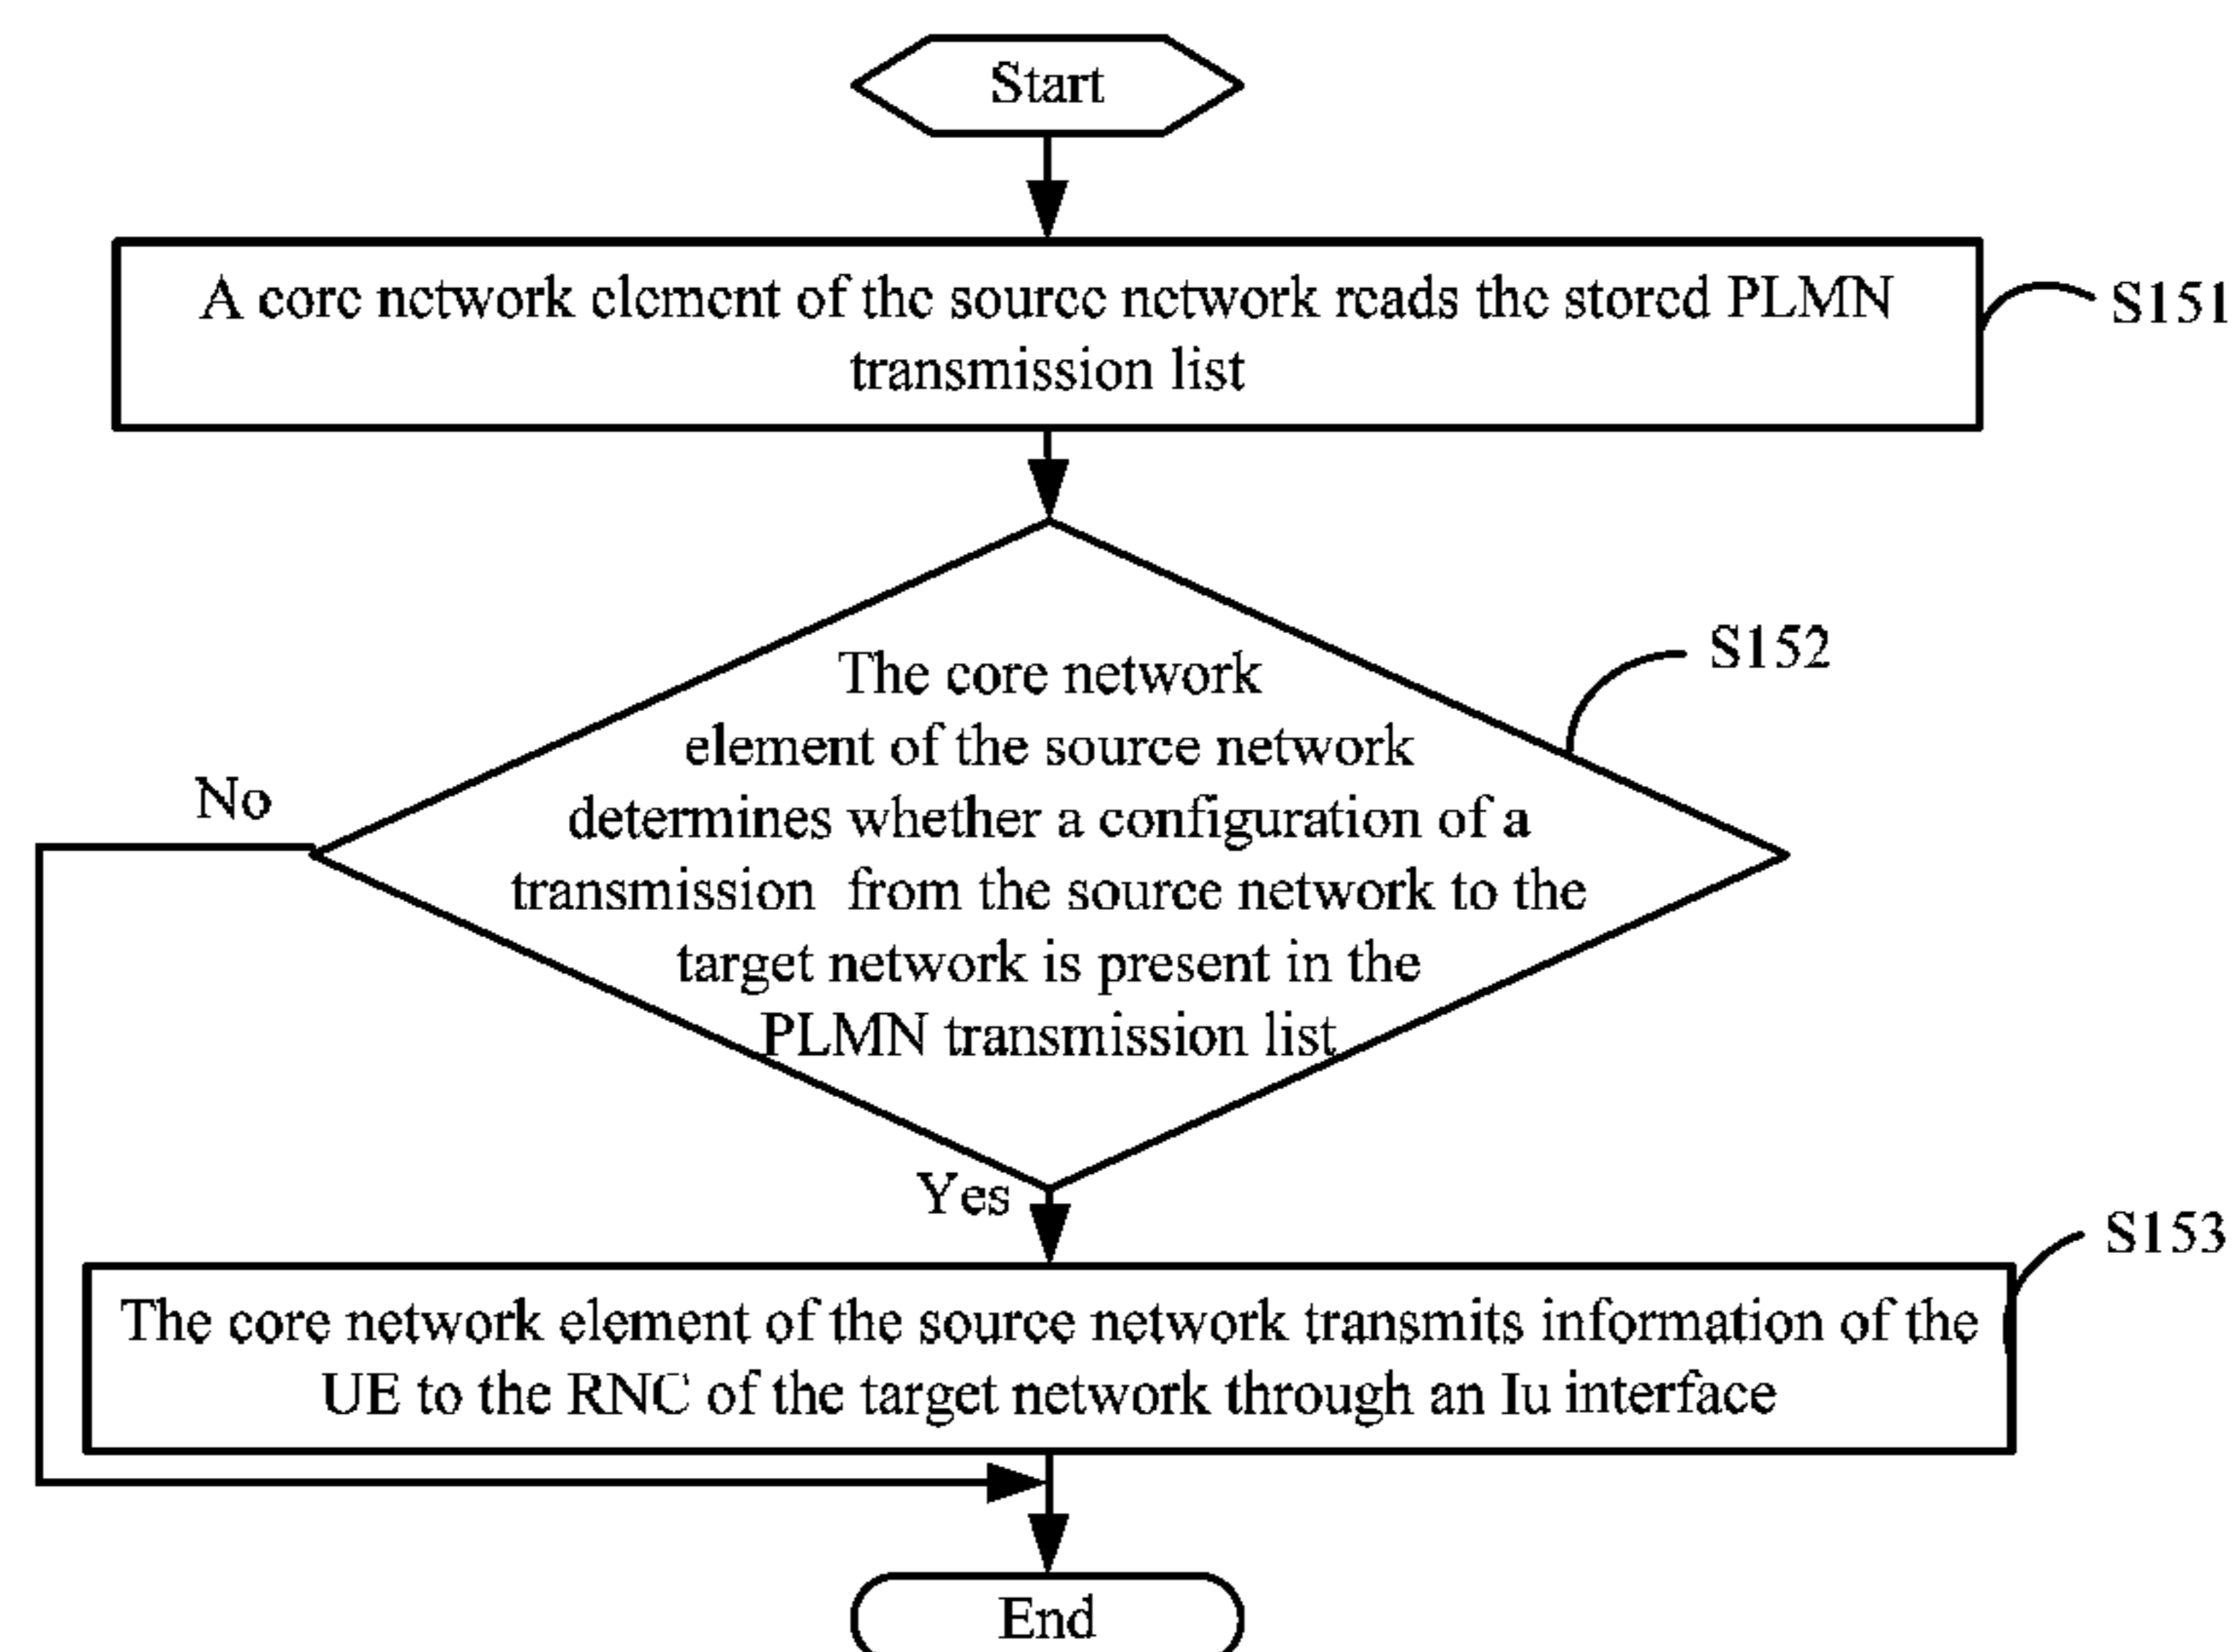 Start
A core network element of the source network reads the stored PLMN
transmission list
S151
The core network
element of the source network
determines whether a configuration of a
transmission from the source network to the
target network is present in the
PLMN transmission list
S152
No
Yes
The core network element of the source network transmits information of the
UE to the RNC of the target network through an Iu interface
S153
End